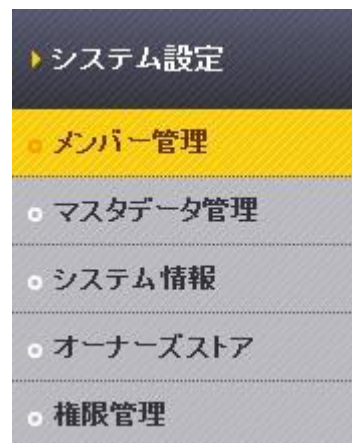 システム設定
メンバー管理
マスタデータ管理
システム情報
オーナーズストア
権限管理